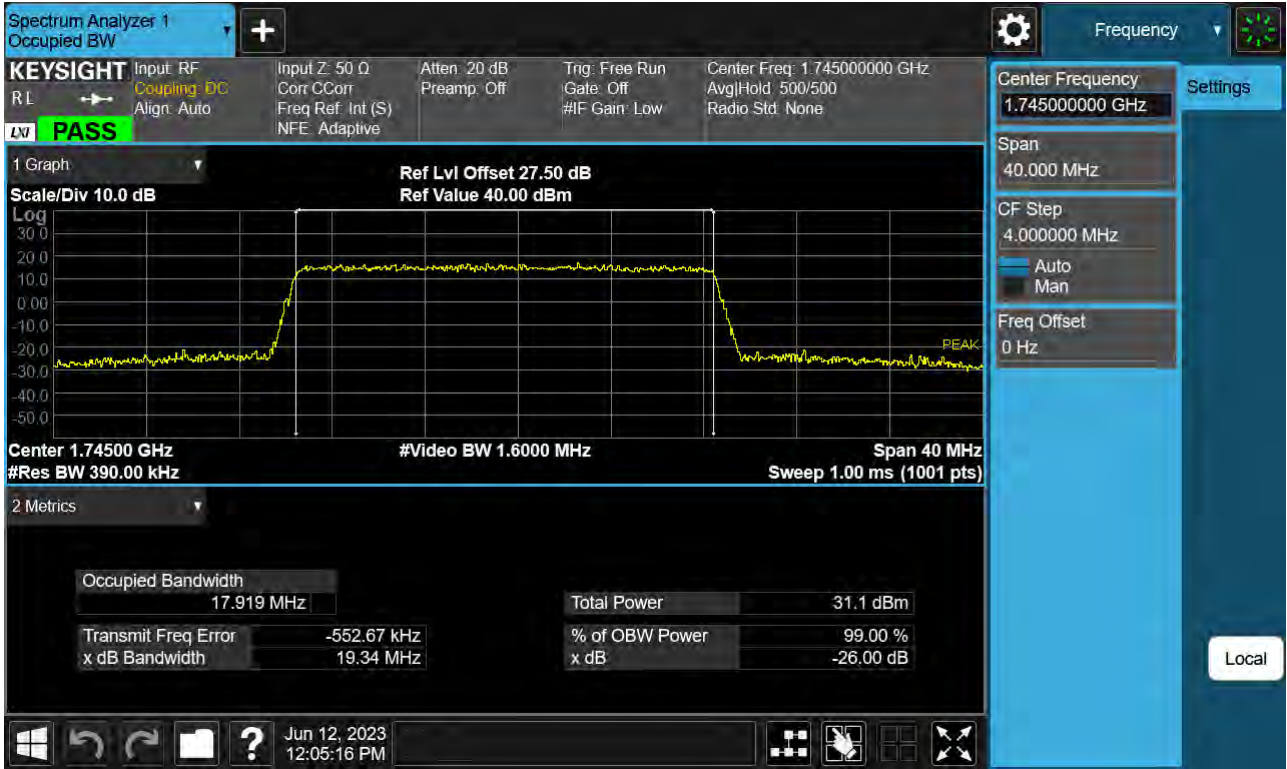 Spectrum Analyzer 1
Occupied BW
+
Frequency
KEYSIGHT
R L
LXI PASS
Input: RF
Coupling: DC
Align: Auto
Input Z: 50 Ω
Corr CCorr
Freq Ref: Int (S)
NFE: Adaptive
Atten: 20 dB
Preamp: Off
Trig: Free Run
Gate: Off
#IF Gain: Low
Center Freq: 1.745000000 GHz
Avg|Hold: 500/500
Radio Std: None
Center Frequency
1.745000000 GHz
Settings
Span
40.000 MHz
CF Step
4.000000 MHz
Auto
Man
Freq Offset
0 Hz
Local
1 Graph
Scale/Div 10.0 dB
Ref Lvl Offset 27.50 dB
Ref Value 40.00 dBm
Log
30.0
20.0
10.0
0.00
-10.0
-20.0
-30.0
-40.0
-50.0
PEAK
Center 1.74500 GHz
#Video BW 1.6000 MHz
Span 40 MHz
#Res BW 390.00 kHz
Sweep 1.00 ms (1001 pts)
2 Metrics
Occupied Bandwidth
17.919 MHz
Total Power 31.1 dBm
Transmit Freq Error -552.67 kHz
% of OBW Power 99.00 %
x dB Bandwidth 19.34 MHz
x dB -26.00 dB
?
Jun 12, 2023
12:05:16 PM